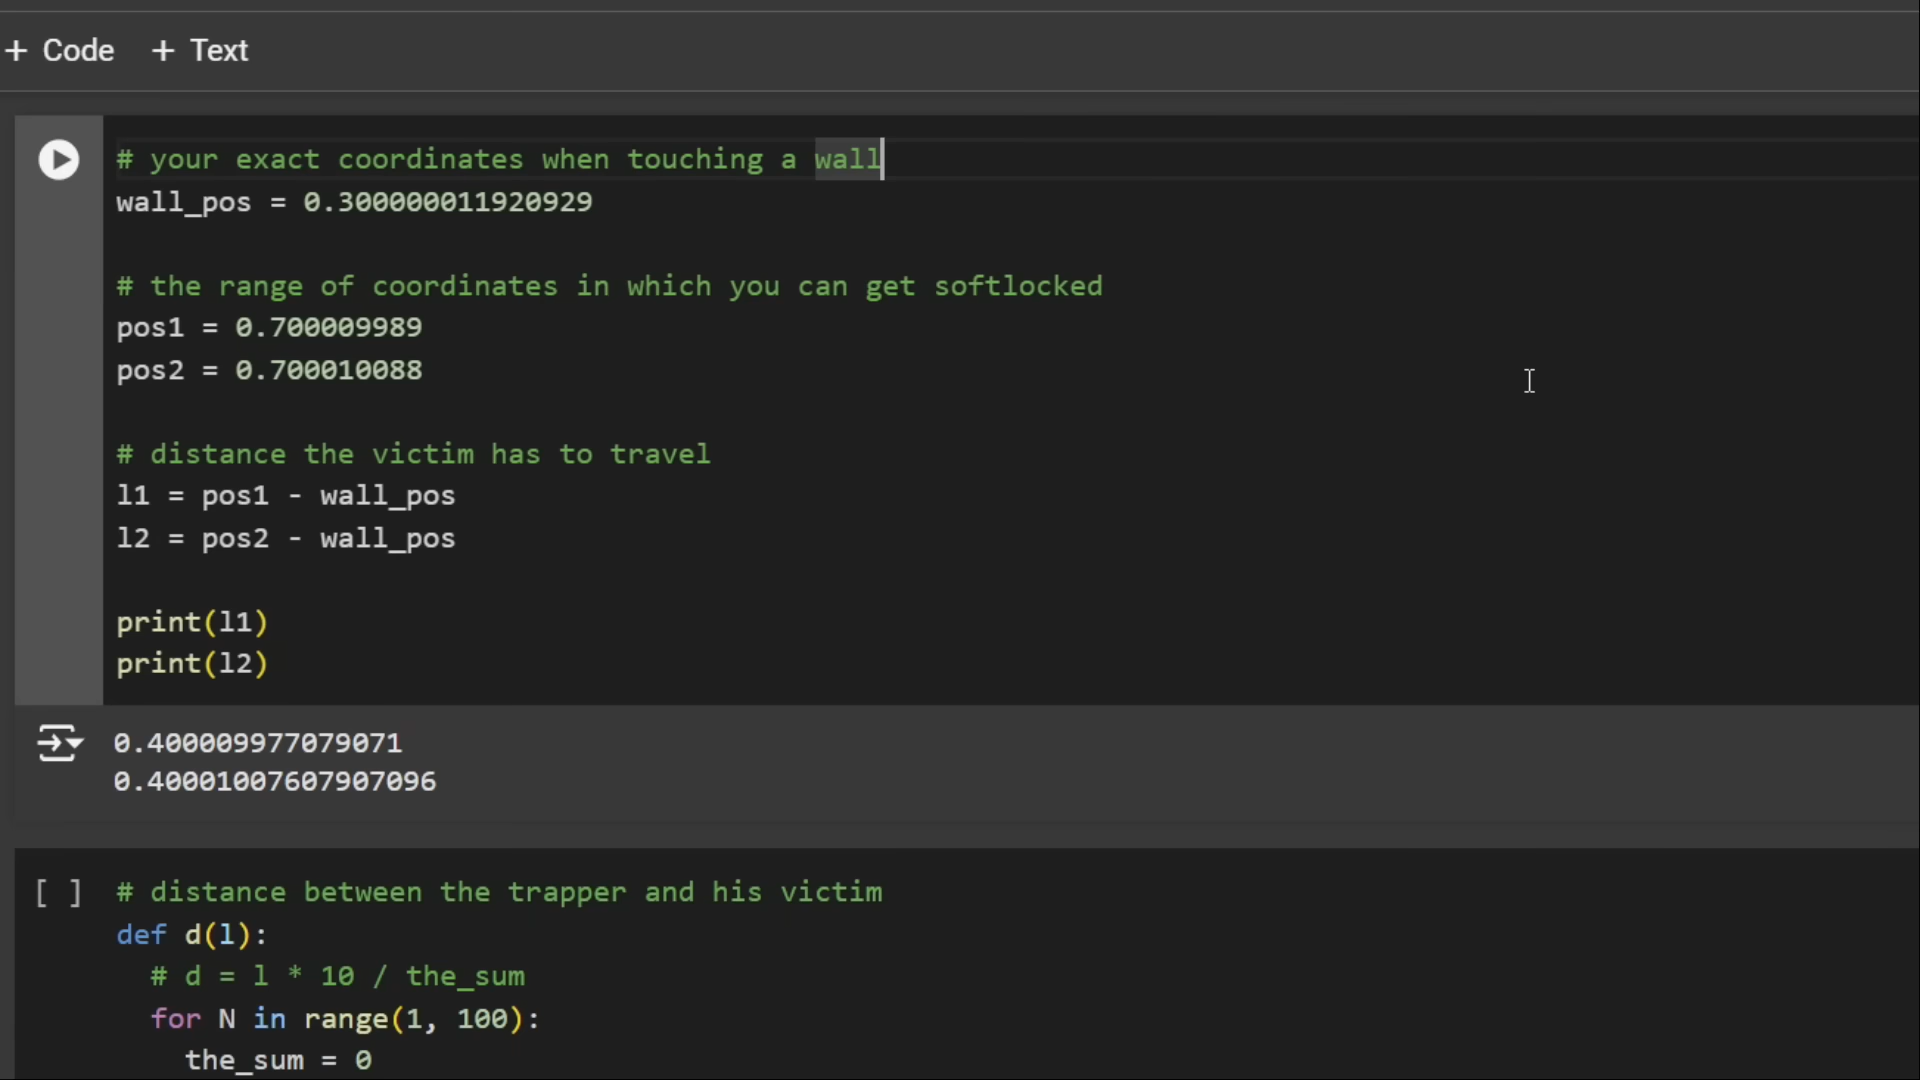 + Code + Text
# your exact coordinates when touching a wall
wall_pos = 0.300000011920929
# the range of coordinates in which you can get softlocked
pos1 = 0.700009989
pos2 = 0.700010088
# distance the victim has to travel
l1 = pos1 - wall_pos
l2 = pos2 - wall_pos
print(l1)
print(l2)
0.400009977079071
0.40001007607907096
[ ] # distance between the trapper and his victim
def d(l):
# d = l * 10 / the_sum
for N in range(1, 100):
the_sum = 0